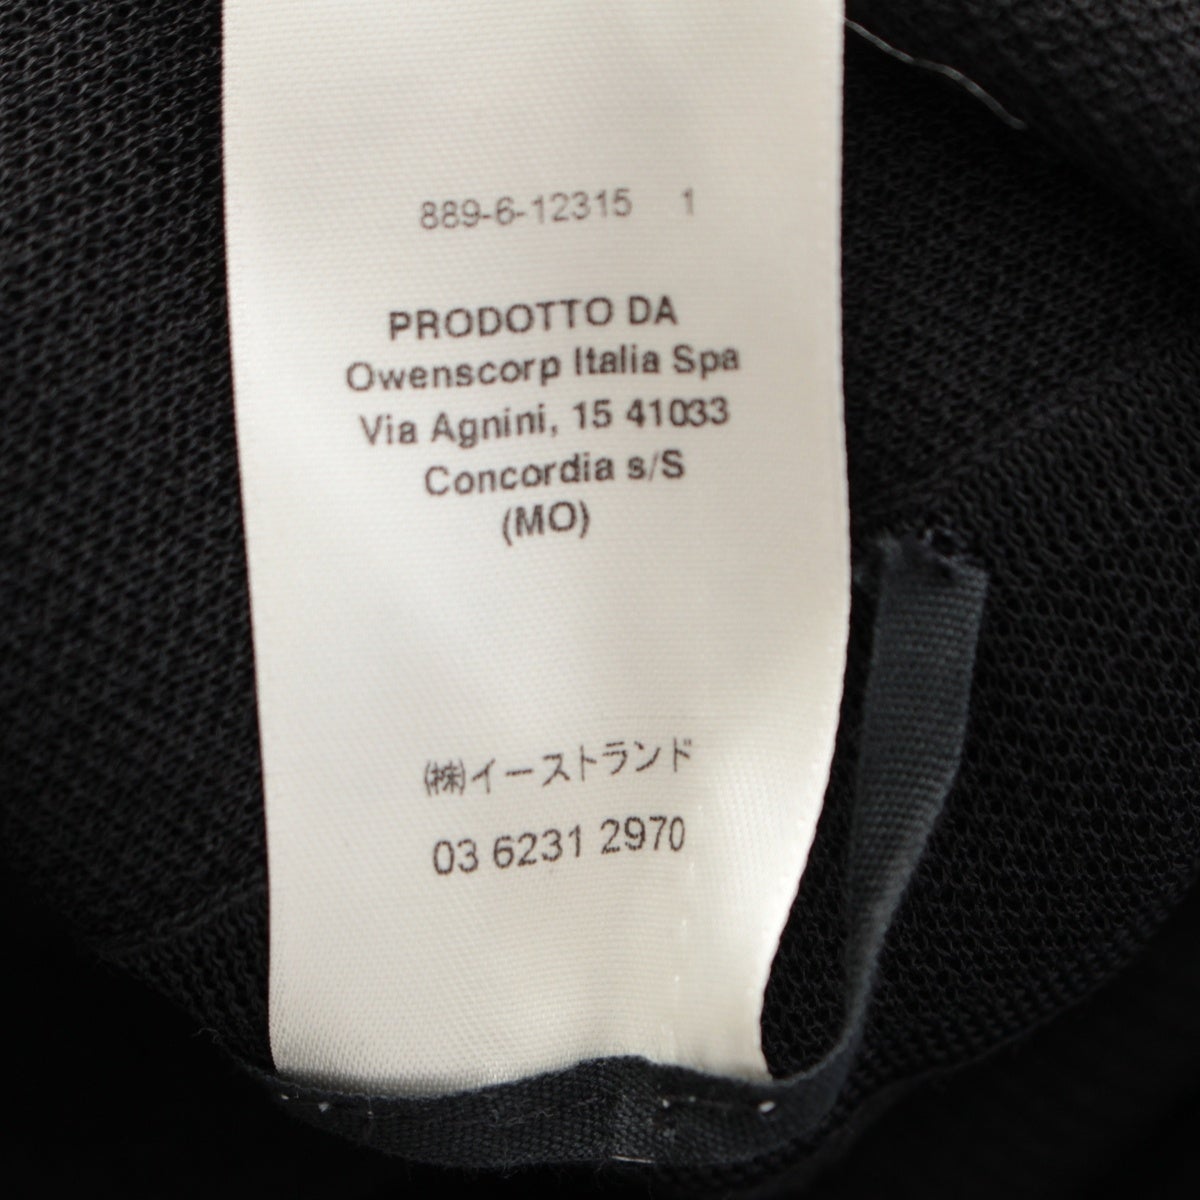 889-6-12315 1
PRODOTTO DA
Owenscorp Italia Spa
Via Agnini, 15 41033
Concordia s/S
(MO)
㈱イーストランド
03 6231 2970